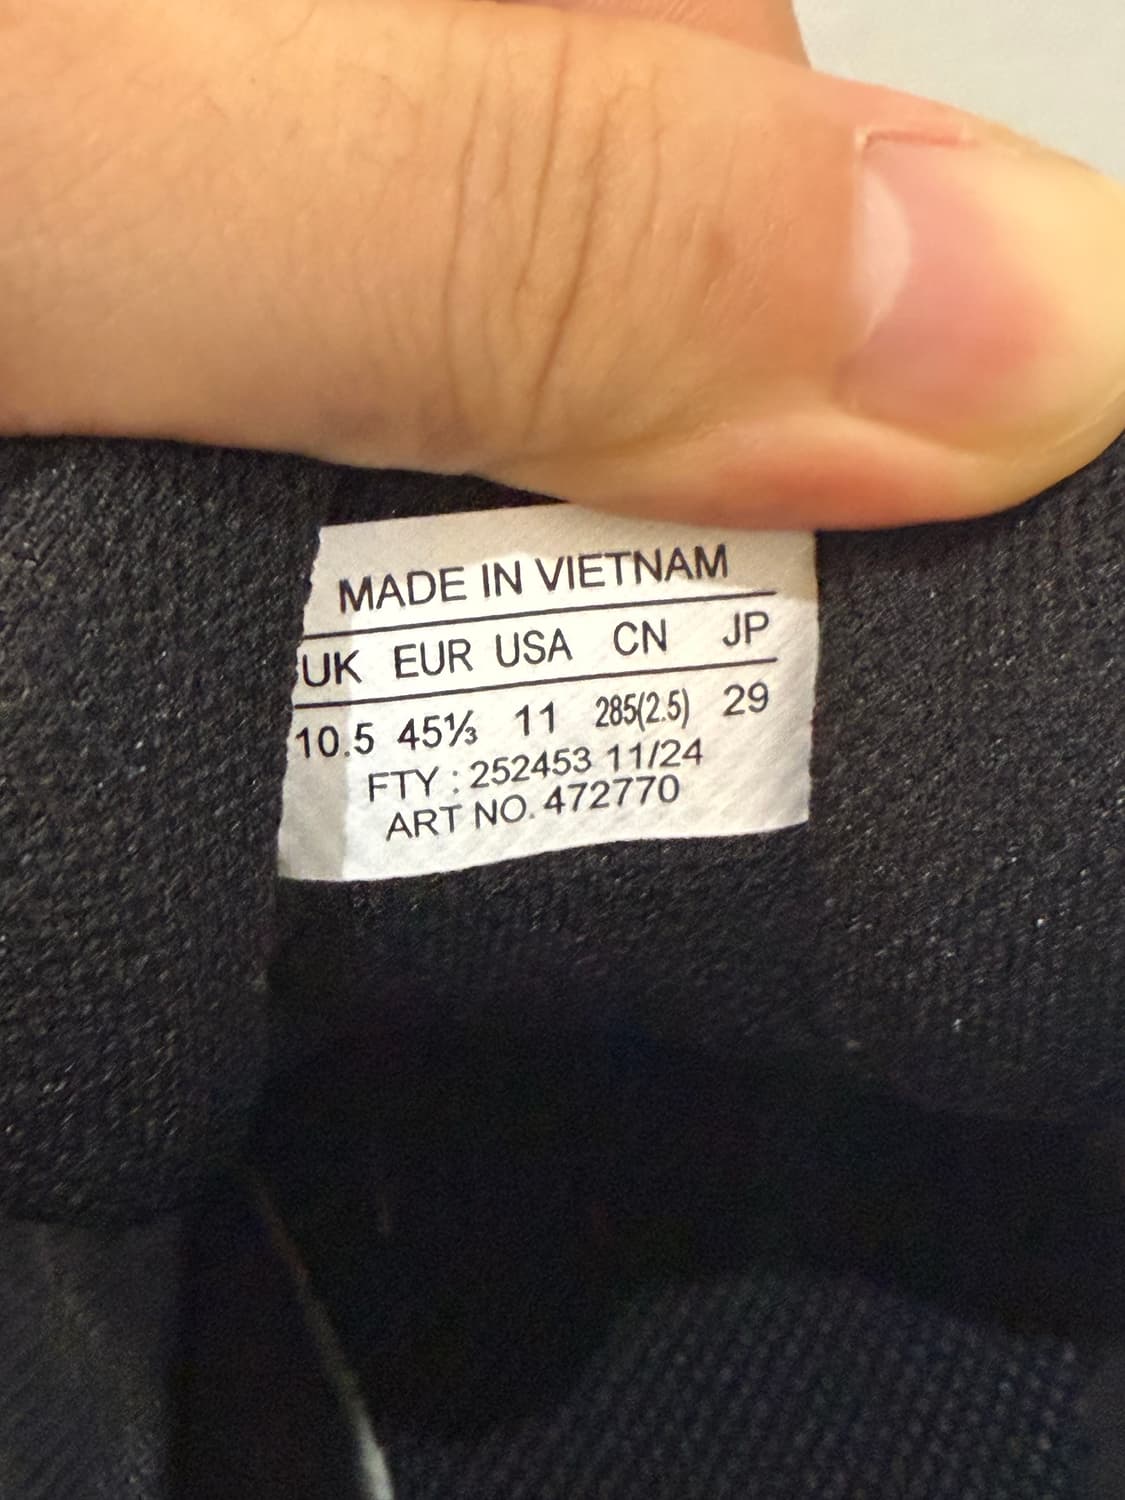 MADE IN VIETNAM
UK EUR USA CN JP
10.5 45⅓ 11 285(2.5) 29
FTY : 252453 11/24
ART NO. 472770